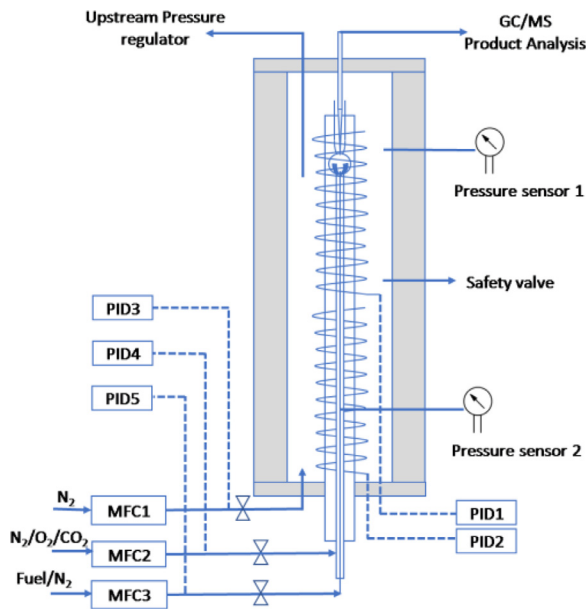 Upstream Pressure
regulator
GC/MS
Product Analysis
Pressure sensor 1
Safety valve
PID3
PID4
PID5
Pressure sensor 2
N₂
MFC1
PID1
N₂/O₂/CO₂
MFC2
PID2
Fuel/N₂
MFC3